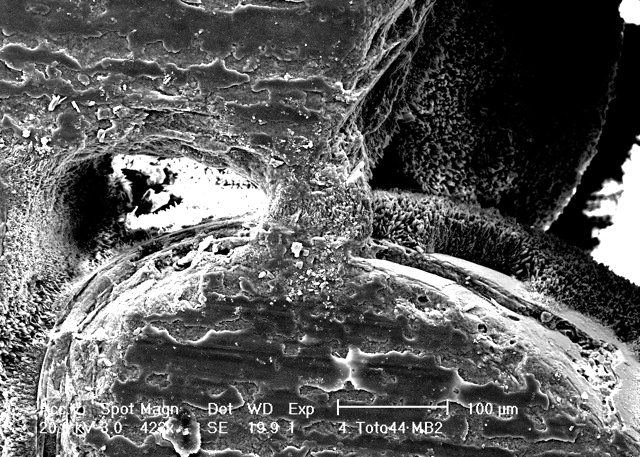 Acc.V Spot Magn Det WD Exp 100 µm
20.0 kV 3.0 428x SE 19.9 1 4 Toto44 MB2